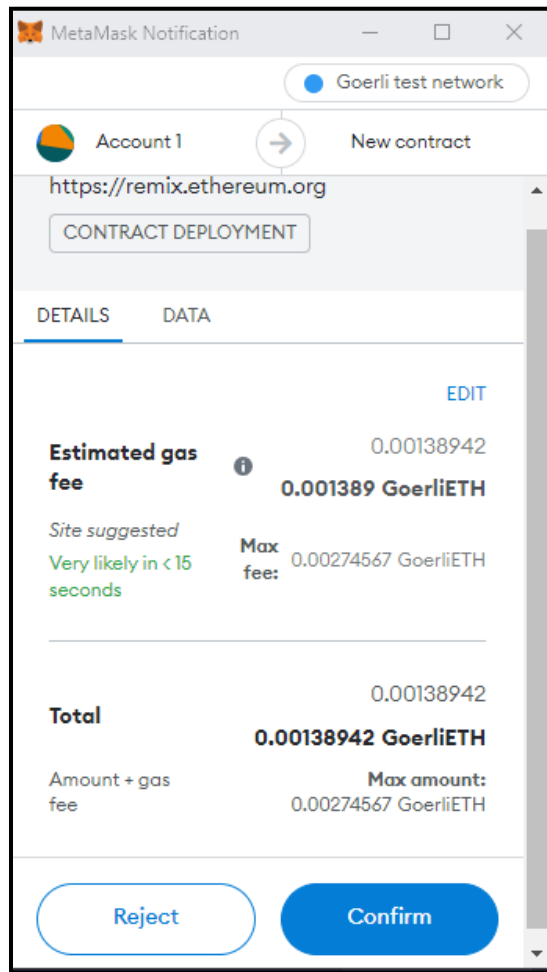 MetaMask Notification
Goerli test network
Account 1
New contract
https://remix.ethereum.org
CONTRACT DEPLOYMENT
DETAILS DATA
EDIT
Estimated gas
fee
0.00138942
0.001389 GoerliETH
Site suggested
Very likely in < 15
seconds
Max
fee: 0.00274567 GoerliETH
Total
0.00138942
0.00138942 GoerliETH
Amount + gas
fee
Max amount:
0.00274567 GoerliETH
Reject
Confirm